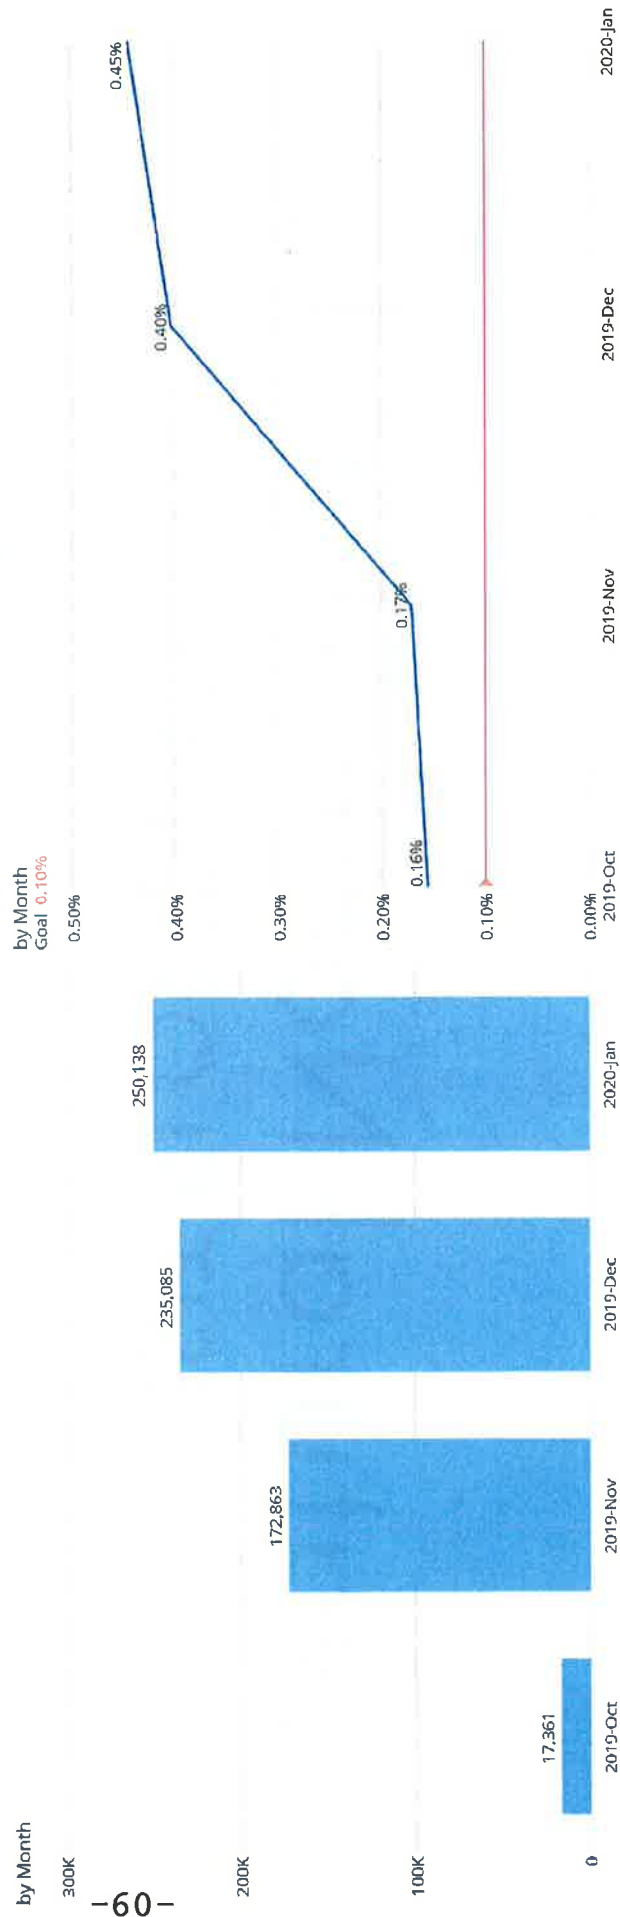 by Month
300K
200K
100K
0
17,361
172,863
235,085
250,138
2019-Oct
2019-Nov
2019-Dec
2020-Jan
by Month
Goal 0.10%
0.50%
0.40%
0.30%
0.20%
0.10%
0.00%
0.16%
0.17%
0.40%
0.45%
2019-Oct
2019-Nov
2019-Dec
2020-Jan
-60-